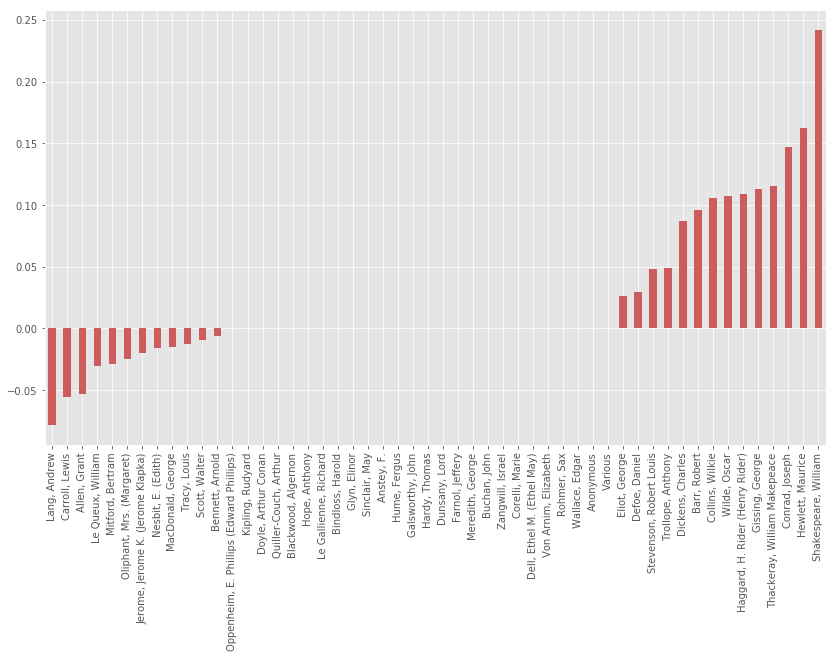 0.25
0.20
0.15
0.10
0.05
0.00
−0.05
Lang, Andrew
Carroll, Lewis
Allen, Grant
Le Queux, William
Mitford, Bertram
Oliphant, Mrs. (Margaret)
Jerome, Jerome K. (Jerome Klapka)
Nesbit, E. (Edith)
MacDonald, George
Tracy, Louis
Scott, Walter
Bennett, Arnold
Oppenheim, E. Phillips (Edward Phillips)
Kipling, Rudyard
Doyle, Arthur Conan
Quiller-Couch, Arthur
Blackwood, Algernon
Hope, Anthony
Le Gallienne, Richard
Bindloss, Harold
Glyn, Elinor
Sinclair, May
Anstey, F.
Hume, Fergus
Galsworthy, John
Hardy, Thomas
Dunsany, Lord
Farnol, Jeffery
Meredith, George
Buchan, John
Zangwill, Israel
Corelli, Marie
Dell, Ethel M. (Ethel May)
Von Arnim, Elizabeth
Rohmer, Sax
Wallace, Edgar
Anonymous
Various
Eliot, George
Defoe, Daniel
Stevenson, Robert Louis
Trollope, Anthony
Dickens, Charles
Barr, Robert
Collins, Wilkie
Wilde, Oscar
Haggard, H. Rider (Henry Rider)
Gissing, George
Thackeray, William Makepeace
Conrad, Joseph
Hewlett, Maurice
Shakespeare, William